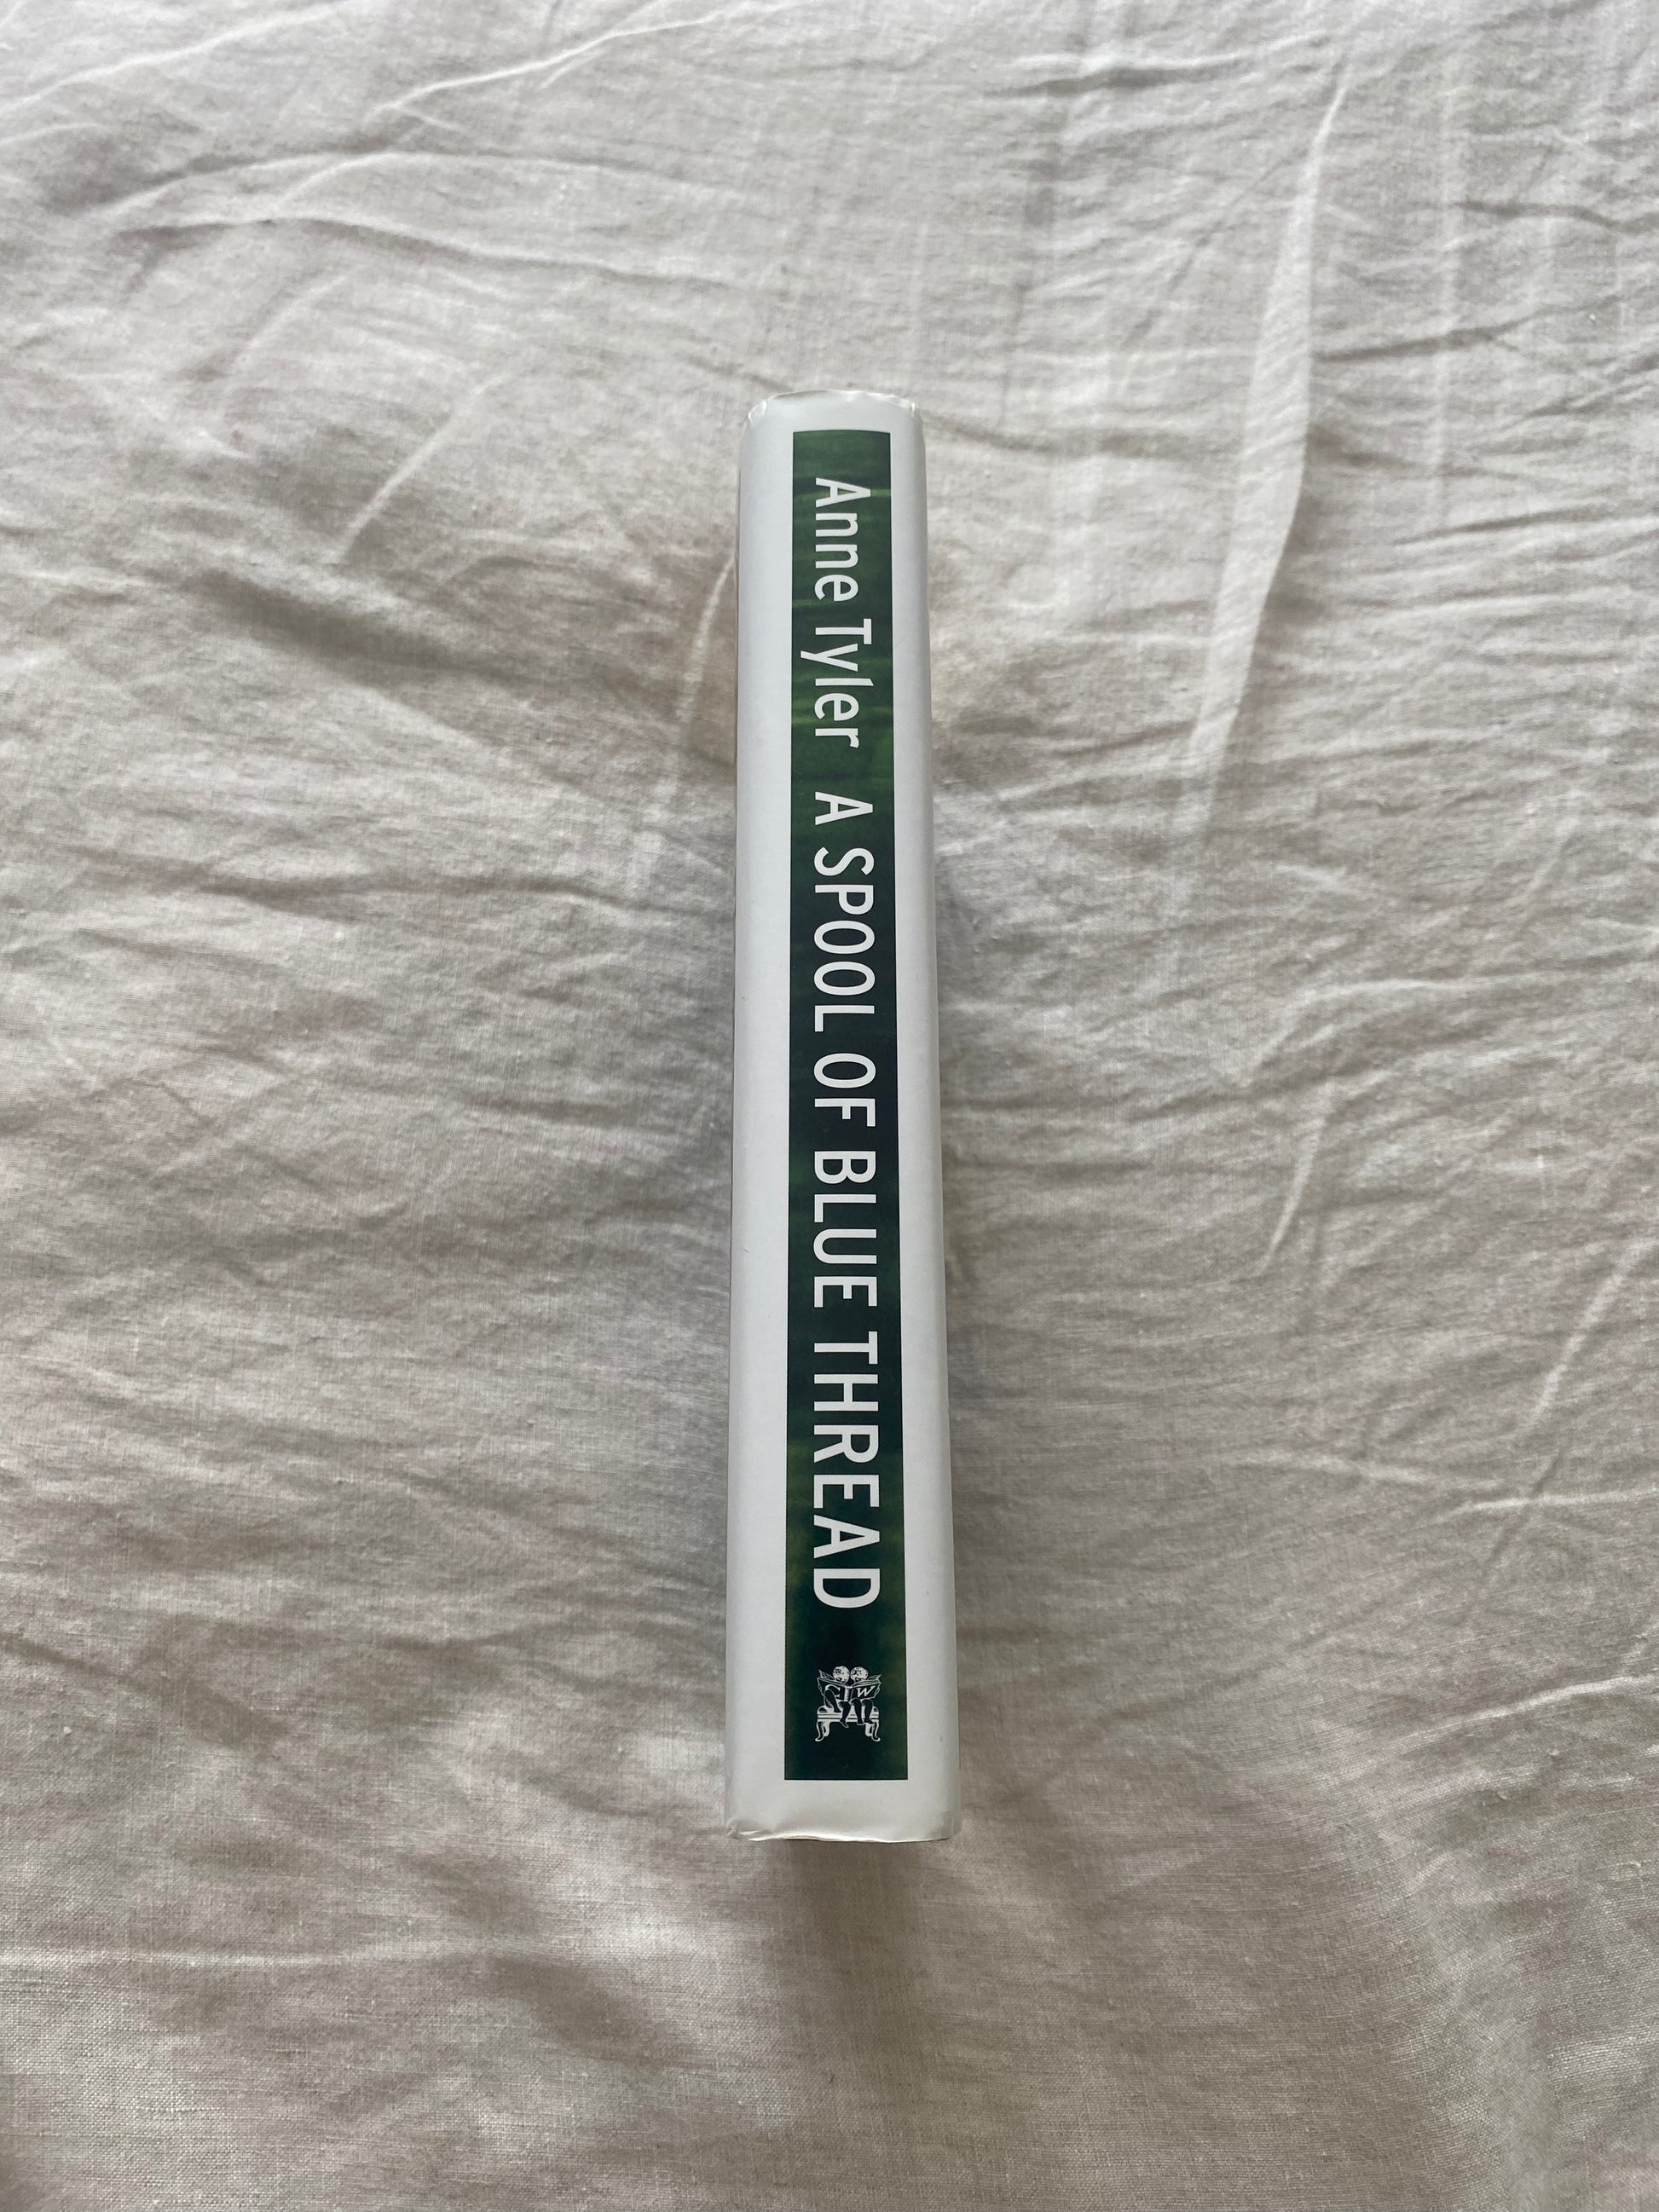 Anne Tyler A SPOOL OF BLUE THREAD
W